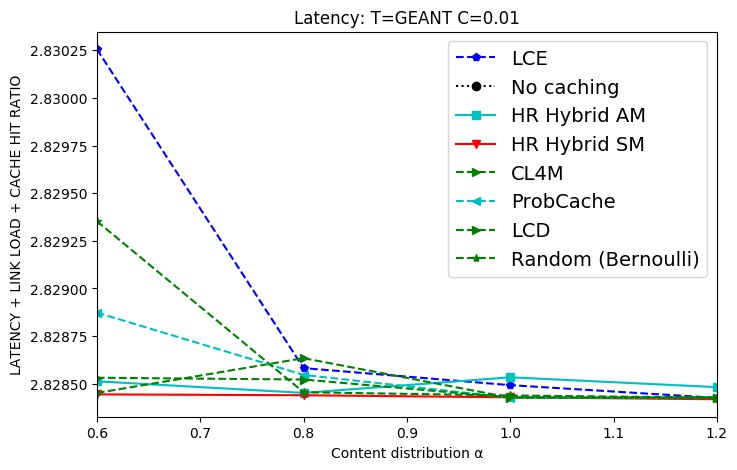 Latency: T=GEANT C=0.01
LATENCY + LINK LOAD + CACHE HIT RATIO
2.83025
2.83000
2.82975
2.82950
2.82925
2.82900
2.82875
2.82850
LCE
No caching
HR Hybrid AM
HR Hybrid SM
CL4M
ProbCache
LCD
Random (Bernoulli)
0.6
0.7
0.8
0.9
1.0
1.1
1.2
Content distribution α